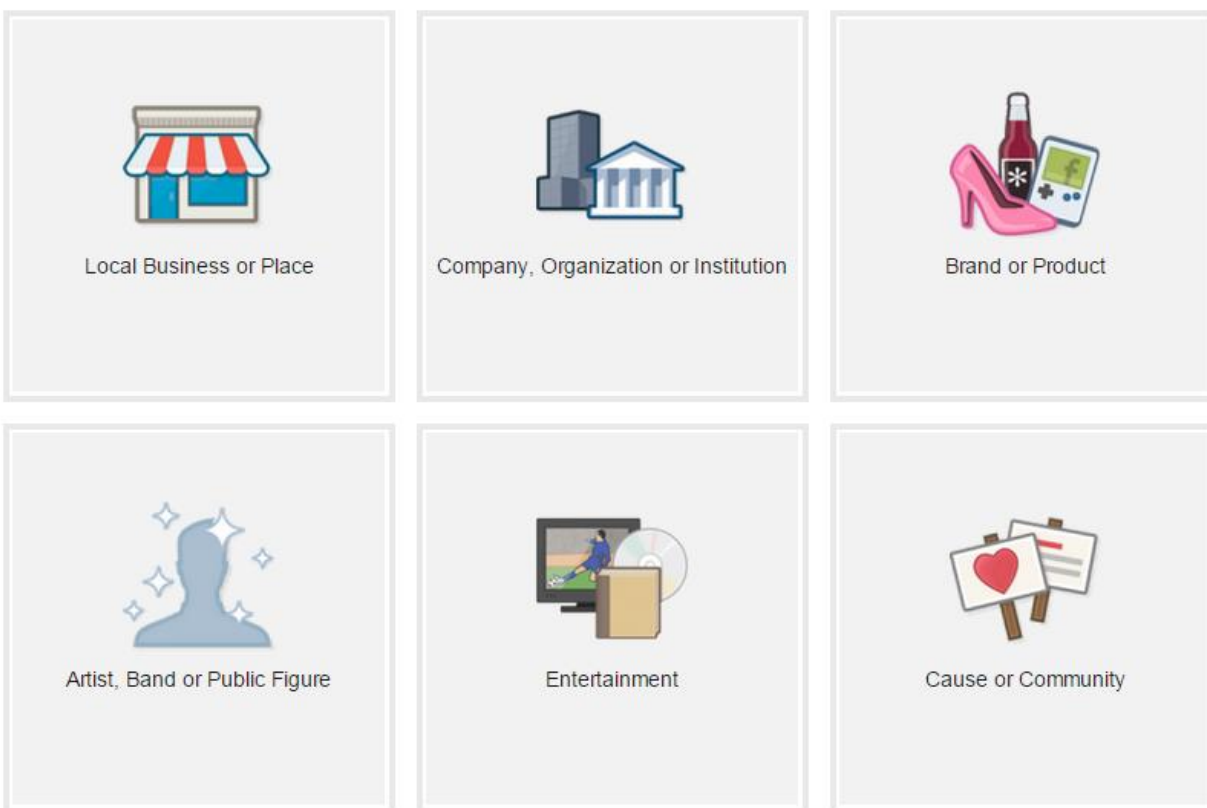 Local Business or Place
Company, Organization or Institution
Brand or Product
Artist, Band or Public Figure
Entertainment
Cause or Community